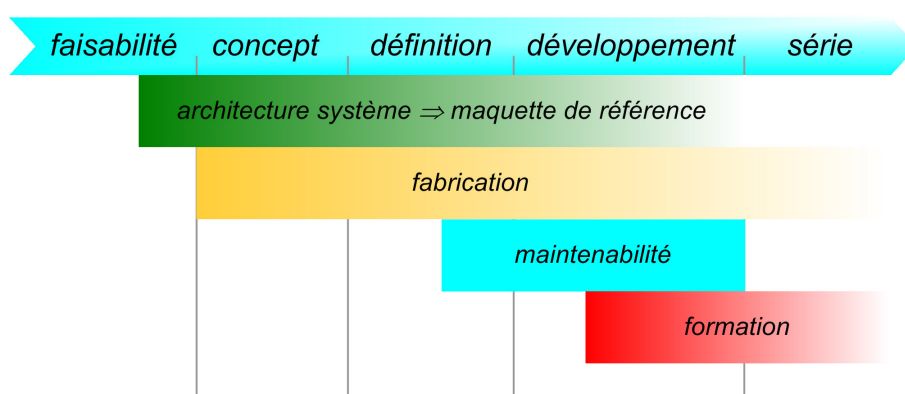 faisabilité concept définition développement série
architecture système ⇒ maquette de référence
fabrication
maintenabilité
formation